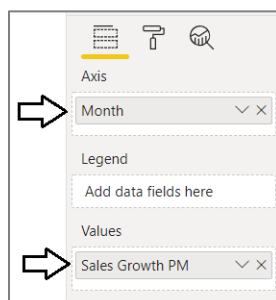 Axis
Month
Legend
Add data fields here
Values
Sales Growth PM